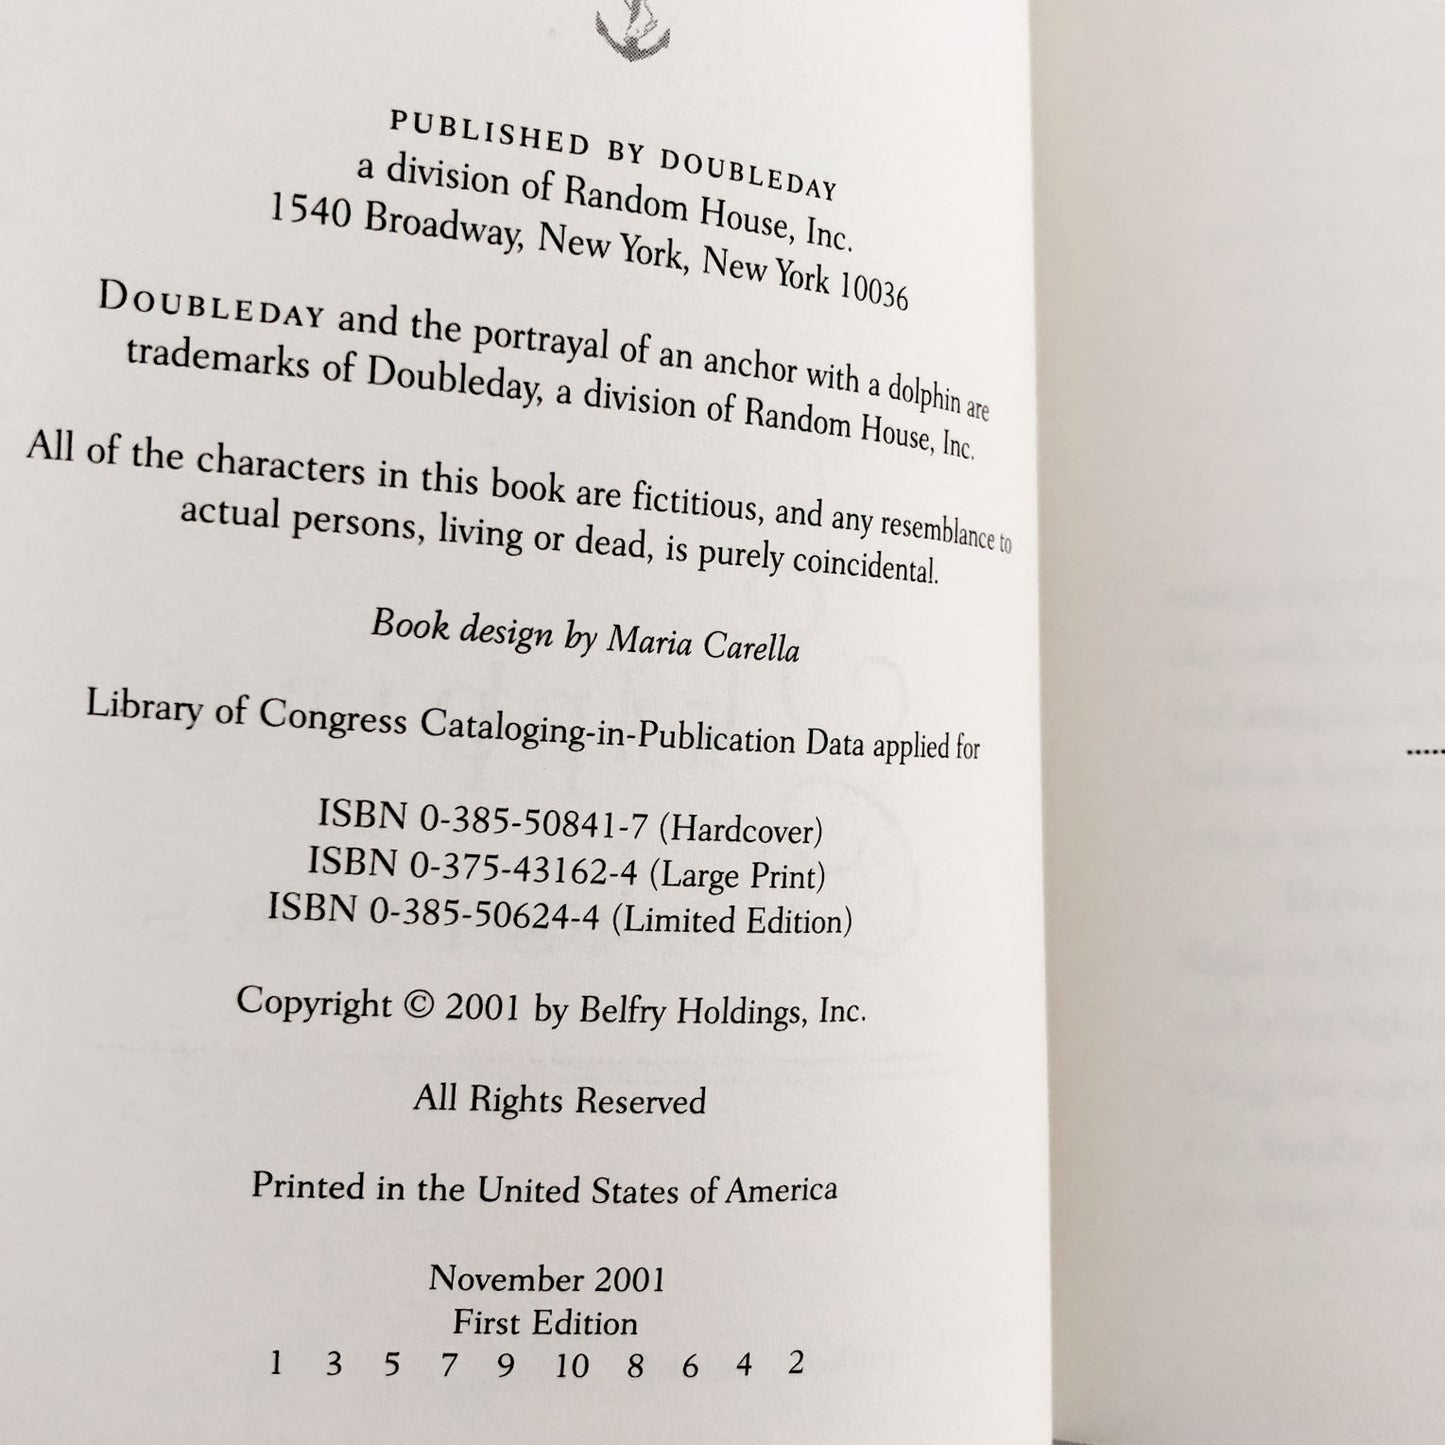 PUBLISHED BY DOUBLEDAY
a division of Random House, Inc.
1540 Broadway, New York, New York 10036
DOUBLEDAY and the portrayal of an anchor with a dolphin are
trademarks of Doubleday, a division of Random House, Inc.
All of the characters in this book are fictitious, and any resemblance to
actual persons, living or dead, is purely coincidental.
Book design by Maria Carella
Library of Congress Cataloging-in-Publication Data applied for
ISBN 0-385-50841-7 (Hardcover)
ISBN 0-375-43162-4 (Large Print)
ISBN 0-385-50624-4 (Limited Edition)
Copyright © 2001 by Belfry Holdings, Inc.
All Rights Reserved
Printed in the United States of America
November 2001
First Edition
1 3 5 7 9 10 8 6 4 2